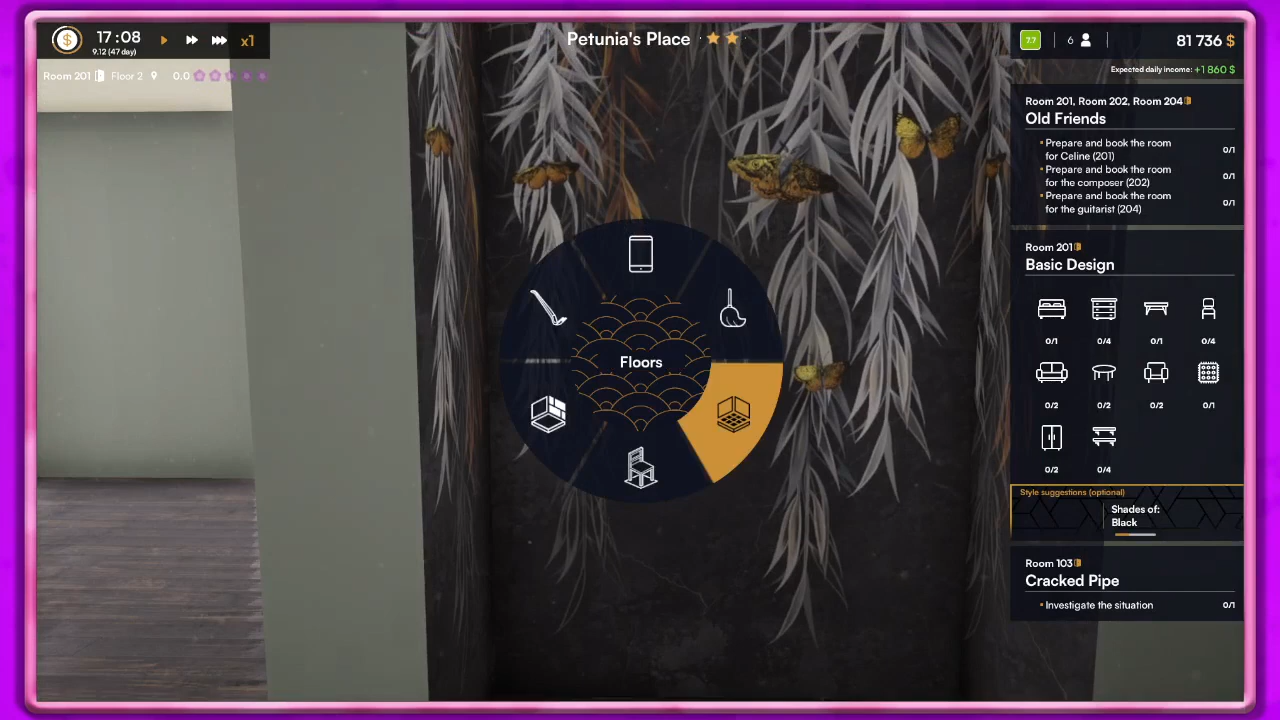 17:08
9.12 (47 day)
x1
Petunia's Place
7.7
6
81 736 $
Expected daily income: +1 860 $
Room 201 Floor 2 0.0
Room 201, Room 202, Room 204
Old Friends
Prepare and book the room
for Celine (201) 0/1
Prepare and book the room
for the composer (202) 0/1
Prepare and book the room
for the guitarist (204) 0/1
Floors
Room 201
Basic Design
0/1 0/4 0/1 0/4
0/2 0/2 0/2 0/1
0/2 0/4
Style suggestions (optional)
Shades of:
Black
Room 103
Cracked Pipe
Investigate the situation 0/1